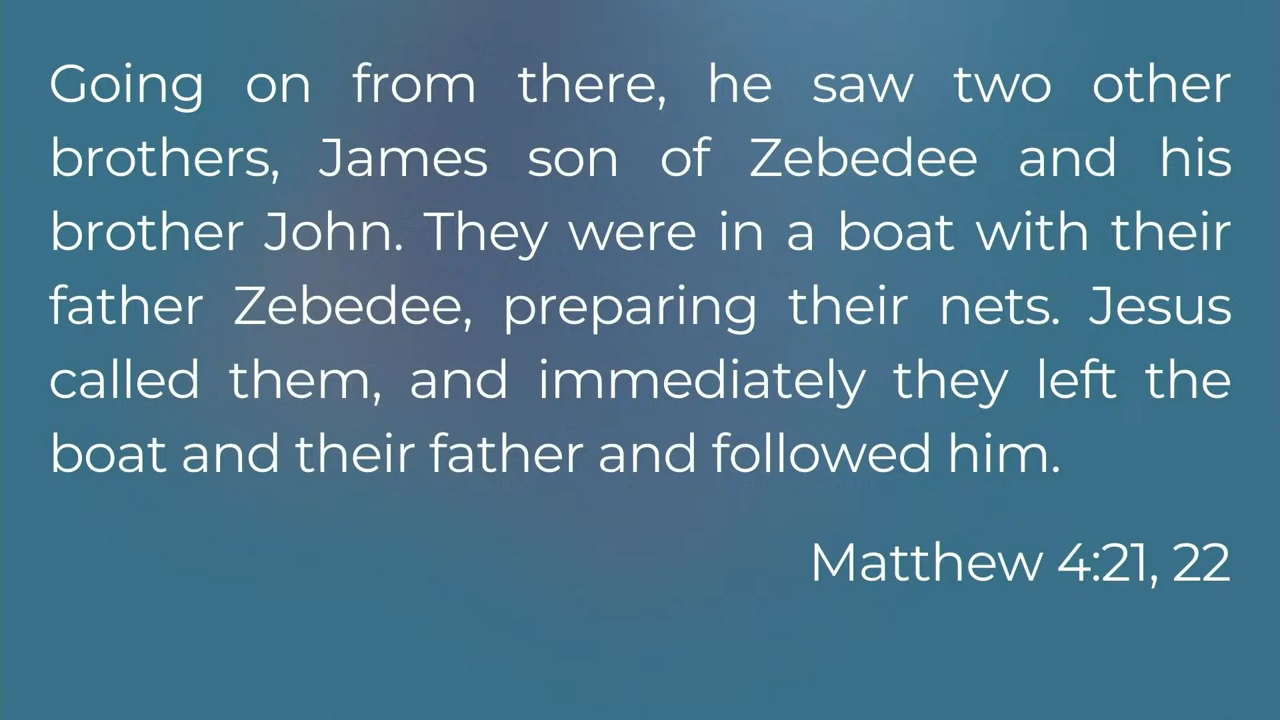 Going on from there, he saw two other
brothers, James son of Zebedee and his
brother John. They were in a boat with their
father Zebedee, preparing their nets. Jesus
called them, and immediately they left the
boat and their father and followed him.
Matthew 4:21, 22